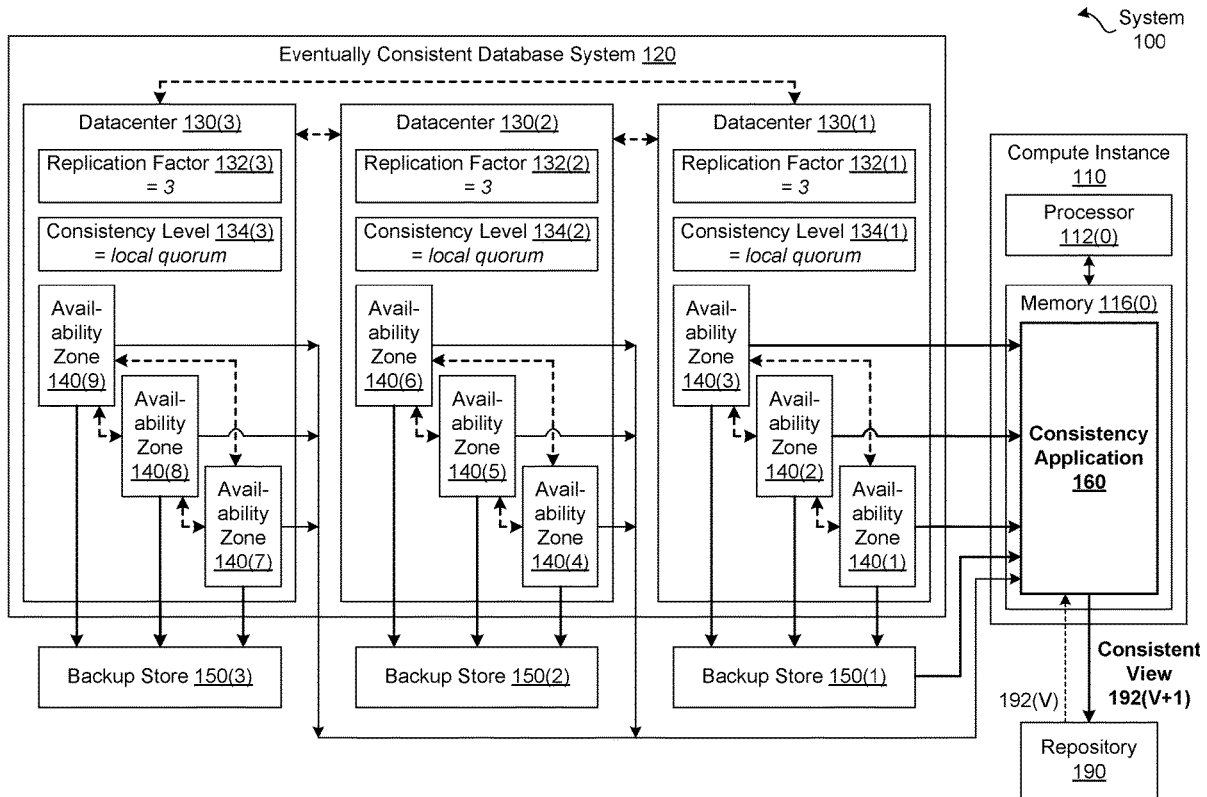 System
100
Eventually Consistent Database System 120
Datacenter 130(3)
Replication Factor 132(3)
= 3
Consistency Level 134(3)
= local quorum
Avail-
ability
Zone
140(9)
Avail-
ability
Zone
140(8)
Avail-
ability
Zone
140(7)
Datacenter 130(2)
Replication Factor 132(2)
= 3
Consistency Level 134(2)
= local quorum
Avail-
ability
Zone
140(6)
Avail-
ability
Zone
140(5)
Avail-
ability
Zone
140(4)
Datacenter 130(1)
Replication Factor 132(1)
= 3
Consistency Level 134(1)
= local quorum
Avail-
ability
Zone
140(3)
Avail-
ability
Zone
140(2)
Avail-
ability
Zone
140(1)
Compute Instance
110
Processor
112(0)
Memory 116(0)
Consistency
Application
160
Backup Store 150(3)
Backup Store 150(2)
Backup Store 150(1)
192(V)
Consistent
View
192(V+1)
Repository
190